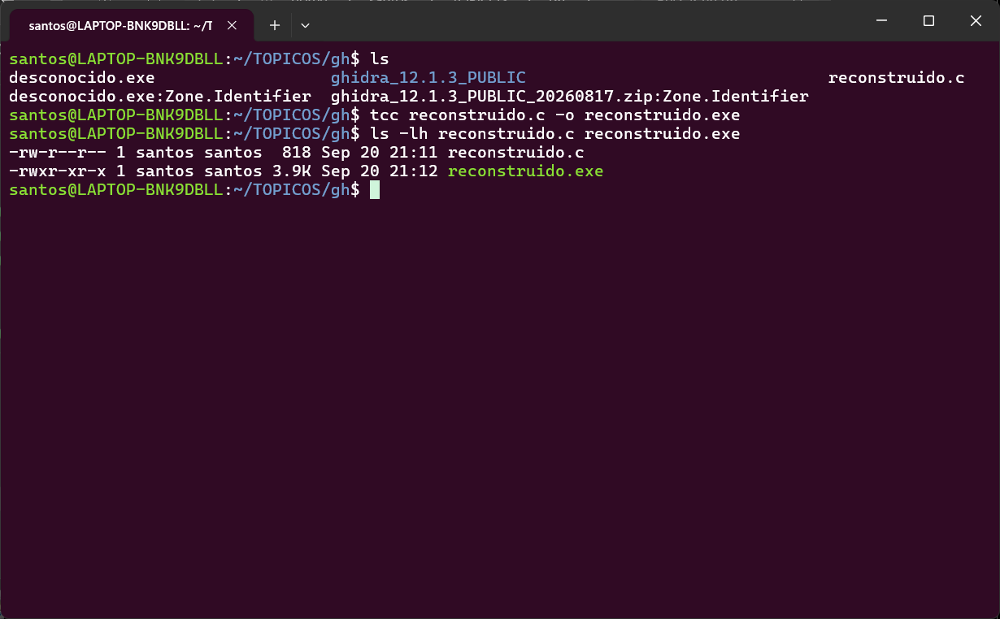 santos@LAPTOP-BNK9DBLL: ~/T
santos@LAPTOP-BNK9DBLL:~/TOPICOS/gh$ ls
desconocido.exe                  ghidra_12.1.3_PUBLIC                               reconstruido.c
desconocido.exe:Zone.Identifier  ghidra_12.1.3_PUBLIC_20260817.zip:Zone.Identifier
santos@LAPTOP-BNK9DBLL:~/TOPICOS/gh$ tcc reconstruido.c -o reconstruido.exe
santos@LAPTOP-BNK9DBLL:~/TOPICOS/gh$ ls -lh reconstruido.c reconstruido.exe
-rw-r--r-- 1 santos santos  818 Sep 20 21:11 reconstruido.c
-rwxr-xr-x 1 santos santos 3.9K Sep 20 21:12 reconstruido.exe
santos@LAPTOP-BNK9DBLL:~/TOPICOS/gh$